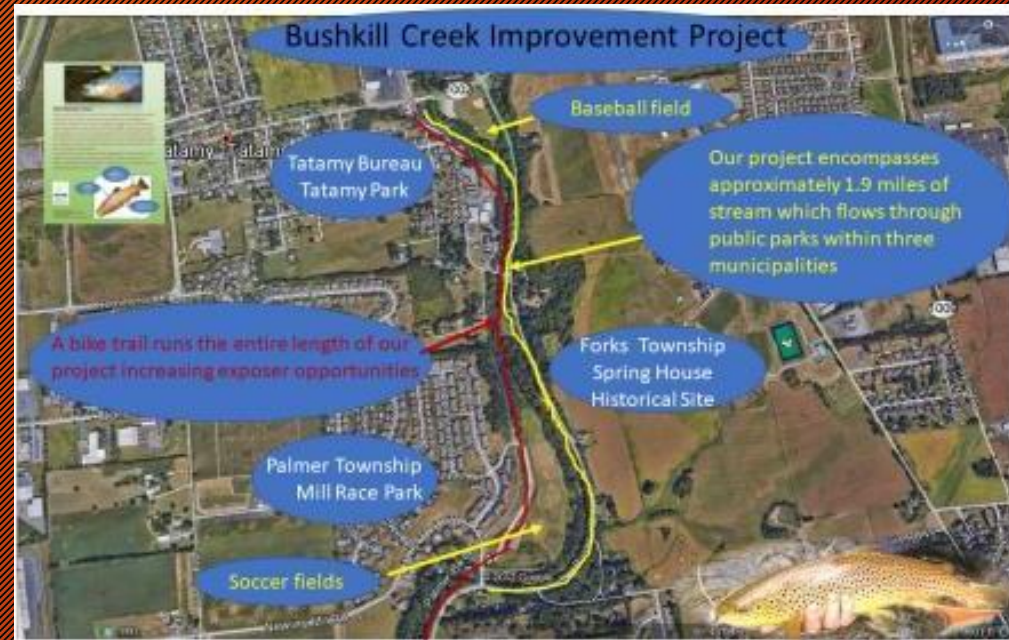 Bushkill Creek Improvement Project
Baseball field
Tatamy Bureau
Tatamy Park
Our project encompasses
approximately 1.9 miles of
stream which flows through
public parks within three
municipalities
A bike trail runs the entire length of our
project increasing exposer opportunities
Forks Township
Spring House
Historical Site
Palmer Township
Mill Race Park
Soccer fields